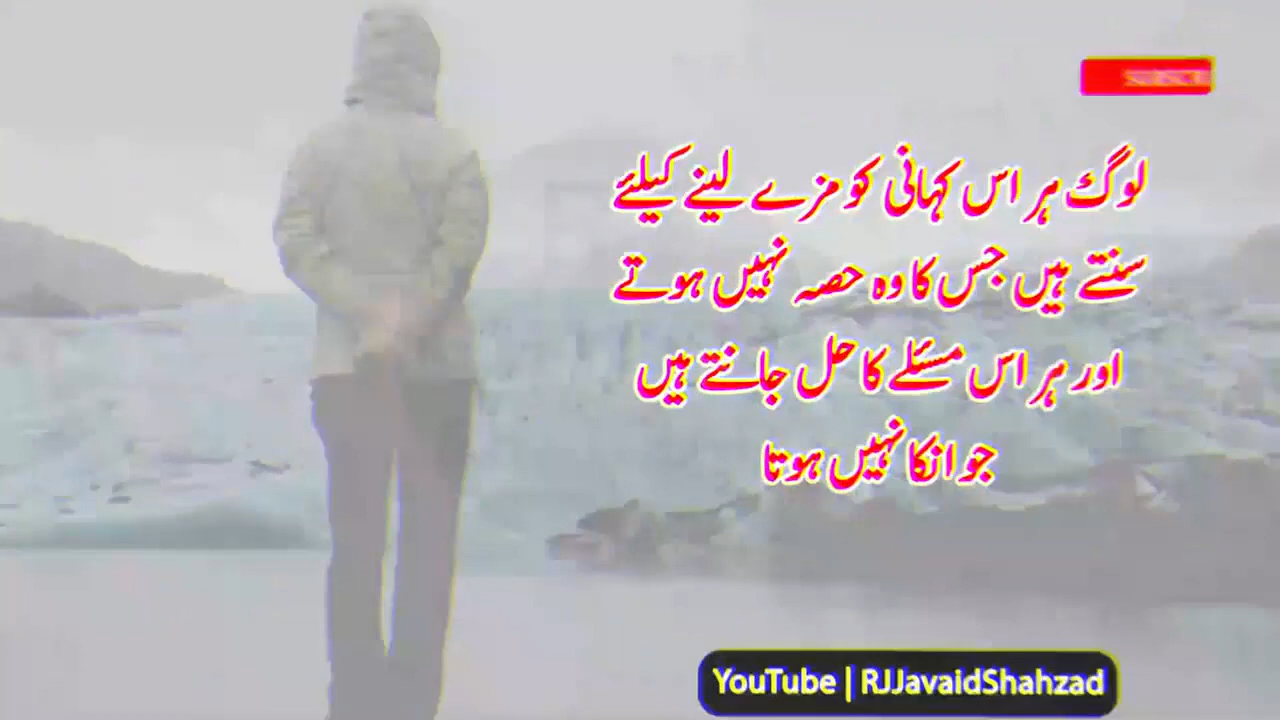 لوگ ہر اس کہانی کو مزے لینے کیلئے
سنتے ہیں جس کا وہ حصہ نہیں ہوتے
اور ہر اس مسئلے کا حل جانتے ہیں
جو انکا نہیں ہوتا
YouTube | RJJavaidShahzad